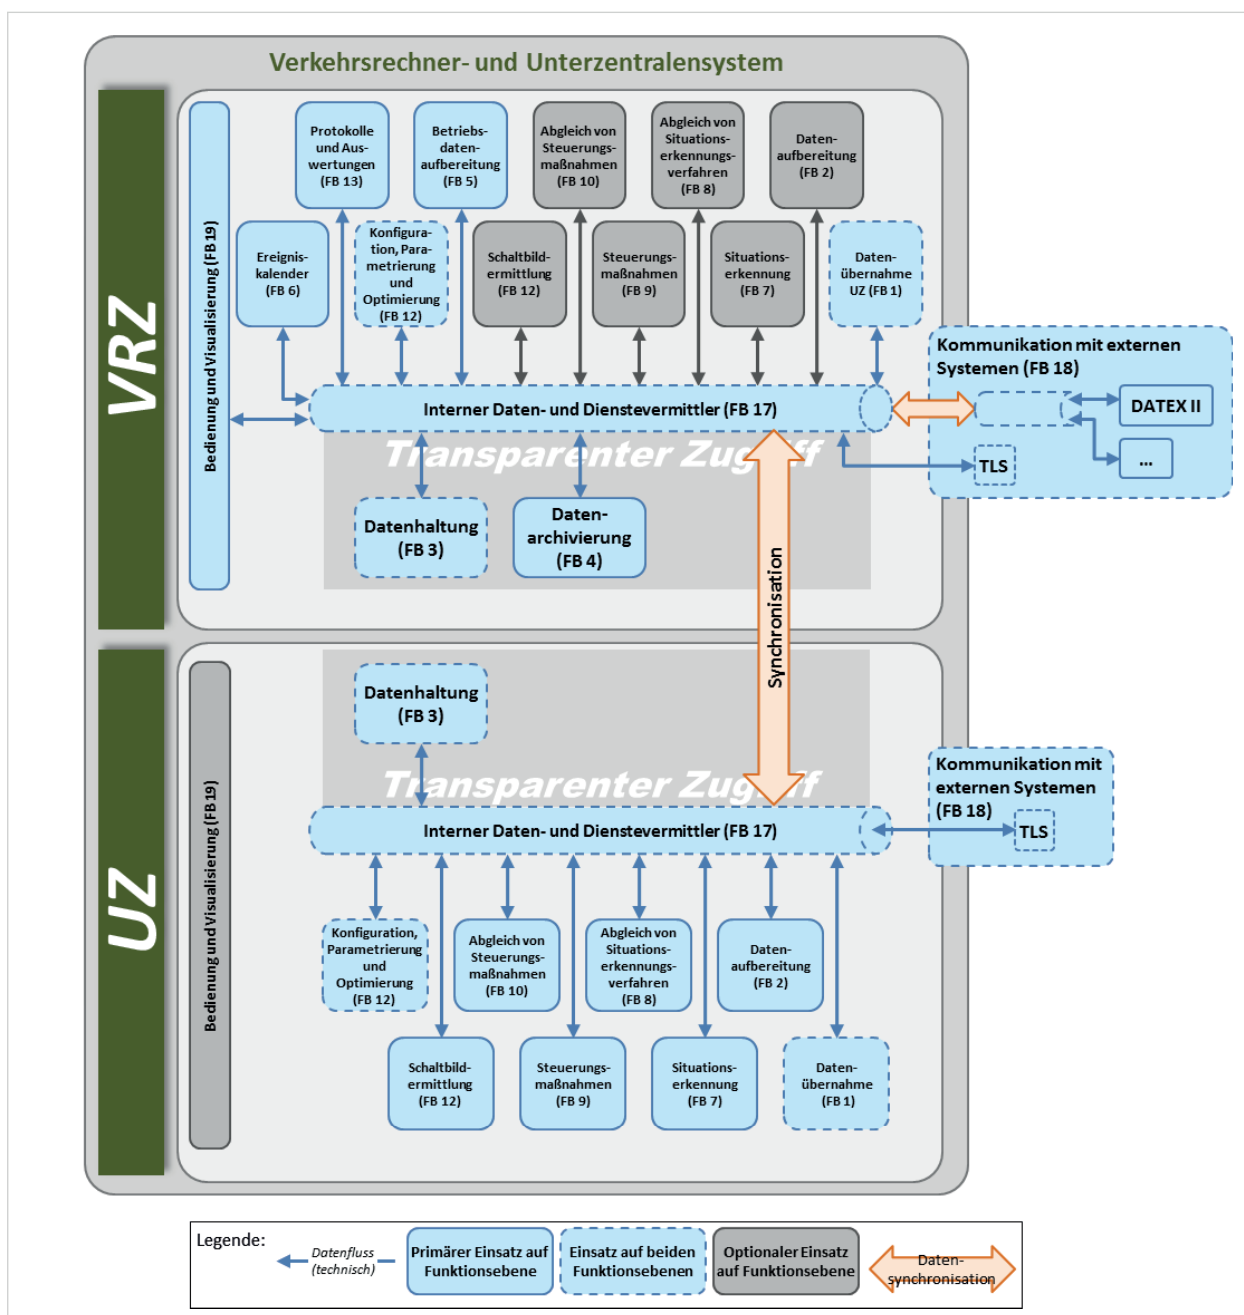 Verkehrsrechner- und Unterzentralensystem
VRZ
Bedienung und Visualisierung (FB 19)
Protokolle
und Aus-
wertungen
(FB 13)
Betriebs-
daten-
aufbereitung
(FB 5)
Abgleich von
Steuerungs-
maßnahmen
(FB 10)
Abgleich von
Situations-
erkennungs-
verfahren
(FB 8)
Daten-
aufbereitung
(FB 2)
Ereignis-
kalender
(FB 6)
Konfigura-
tion, Para-
metrierung
und
Optimierung
(FB 12)
Schaltbild-
ermittlung
(FB 12)
Steuerungs-
maßnahmen
(FB 9)
Situations-
erkennung
(FB 7)
Daten-
übernahme
UZ (FB 1)
Kommunikation mit externen
Systemen (FB 18)
DATEX II
...
TLS
Interner Daten- und Dienstevermittler (FB 17)
Transparenter Zugriff
Datenhaltung
(FB 3)
Daten-
archivierung
(FB 4)
Synchronisation
UZ
Bedienung und Visualisierung (FB 19)
Datenhaltung
(FB 3)
Transparenter Zugriff
Interner Daten- und Dienstevermittler (FB 17)
Kommunikation mit
externen Systemen
(FB 18)
TLS
Konfiguration,
Parametrierung
und
Optimierung
(FB 12)
Abgleich von
Steuerungs-
maßnahmen
(FB 10)
Abgleich von
Situations-
erkennungs-
verfahren
(FB 8)
Daten-
aufbereitung
(FB 2)
Schaltbild-
ermittlung
(FB 12)
Steuerungs-
maßnahmen
(FB 9)
Situations-
erkennung
(FB 7)
Daten-
übernahme
(FB 1)
Legende:
Datenfluss
(technisch)
Primärer Einsatz auf
Funktionsebene
Einsatz auf beiden
Funktionsebenen
Optionaler Einsatz
auf Funktionsebene
Daten-
synchronisation